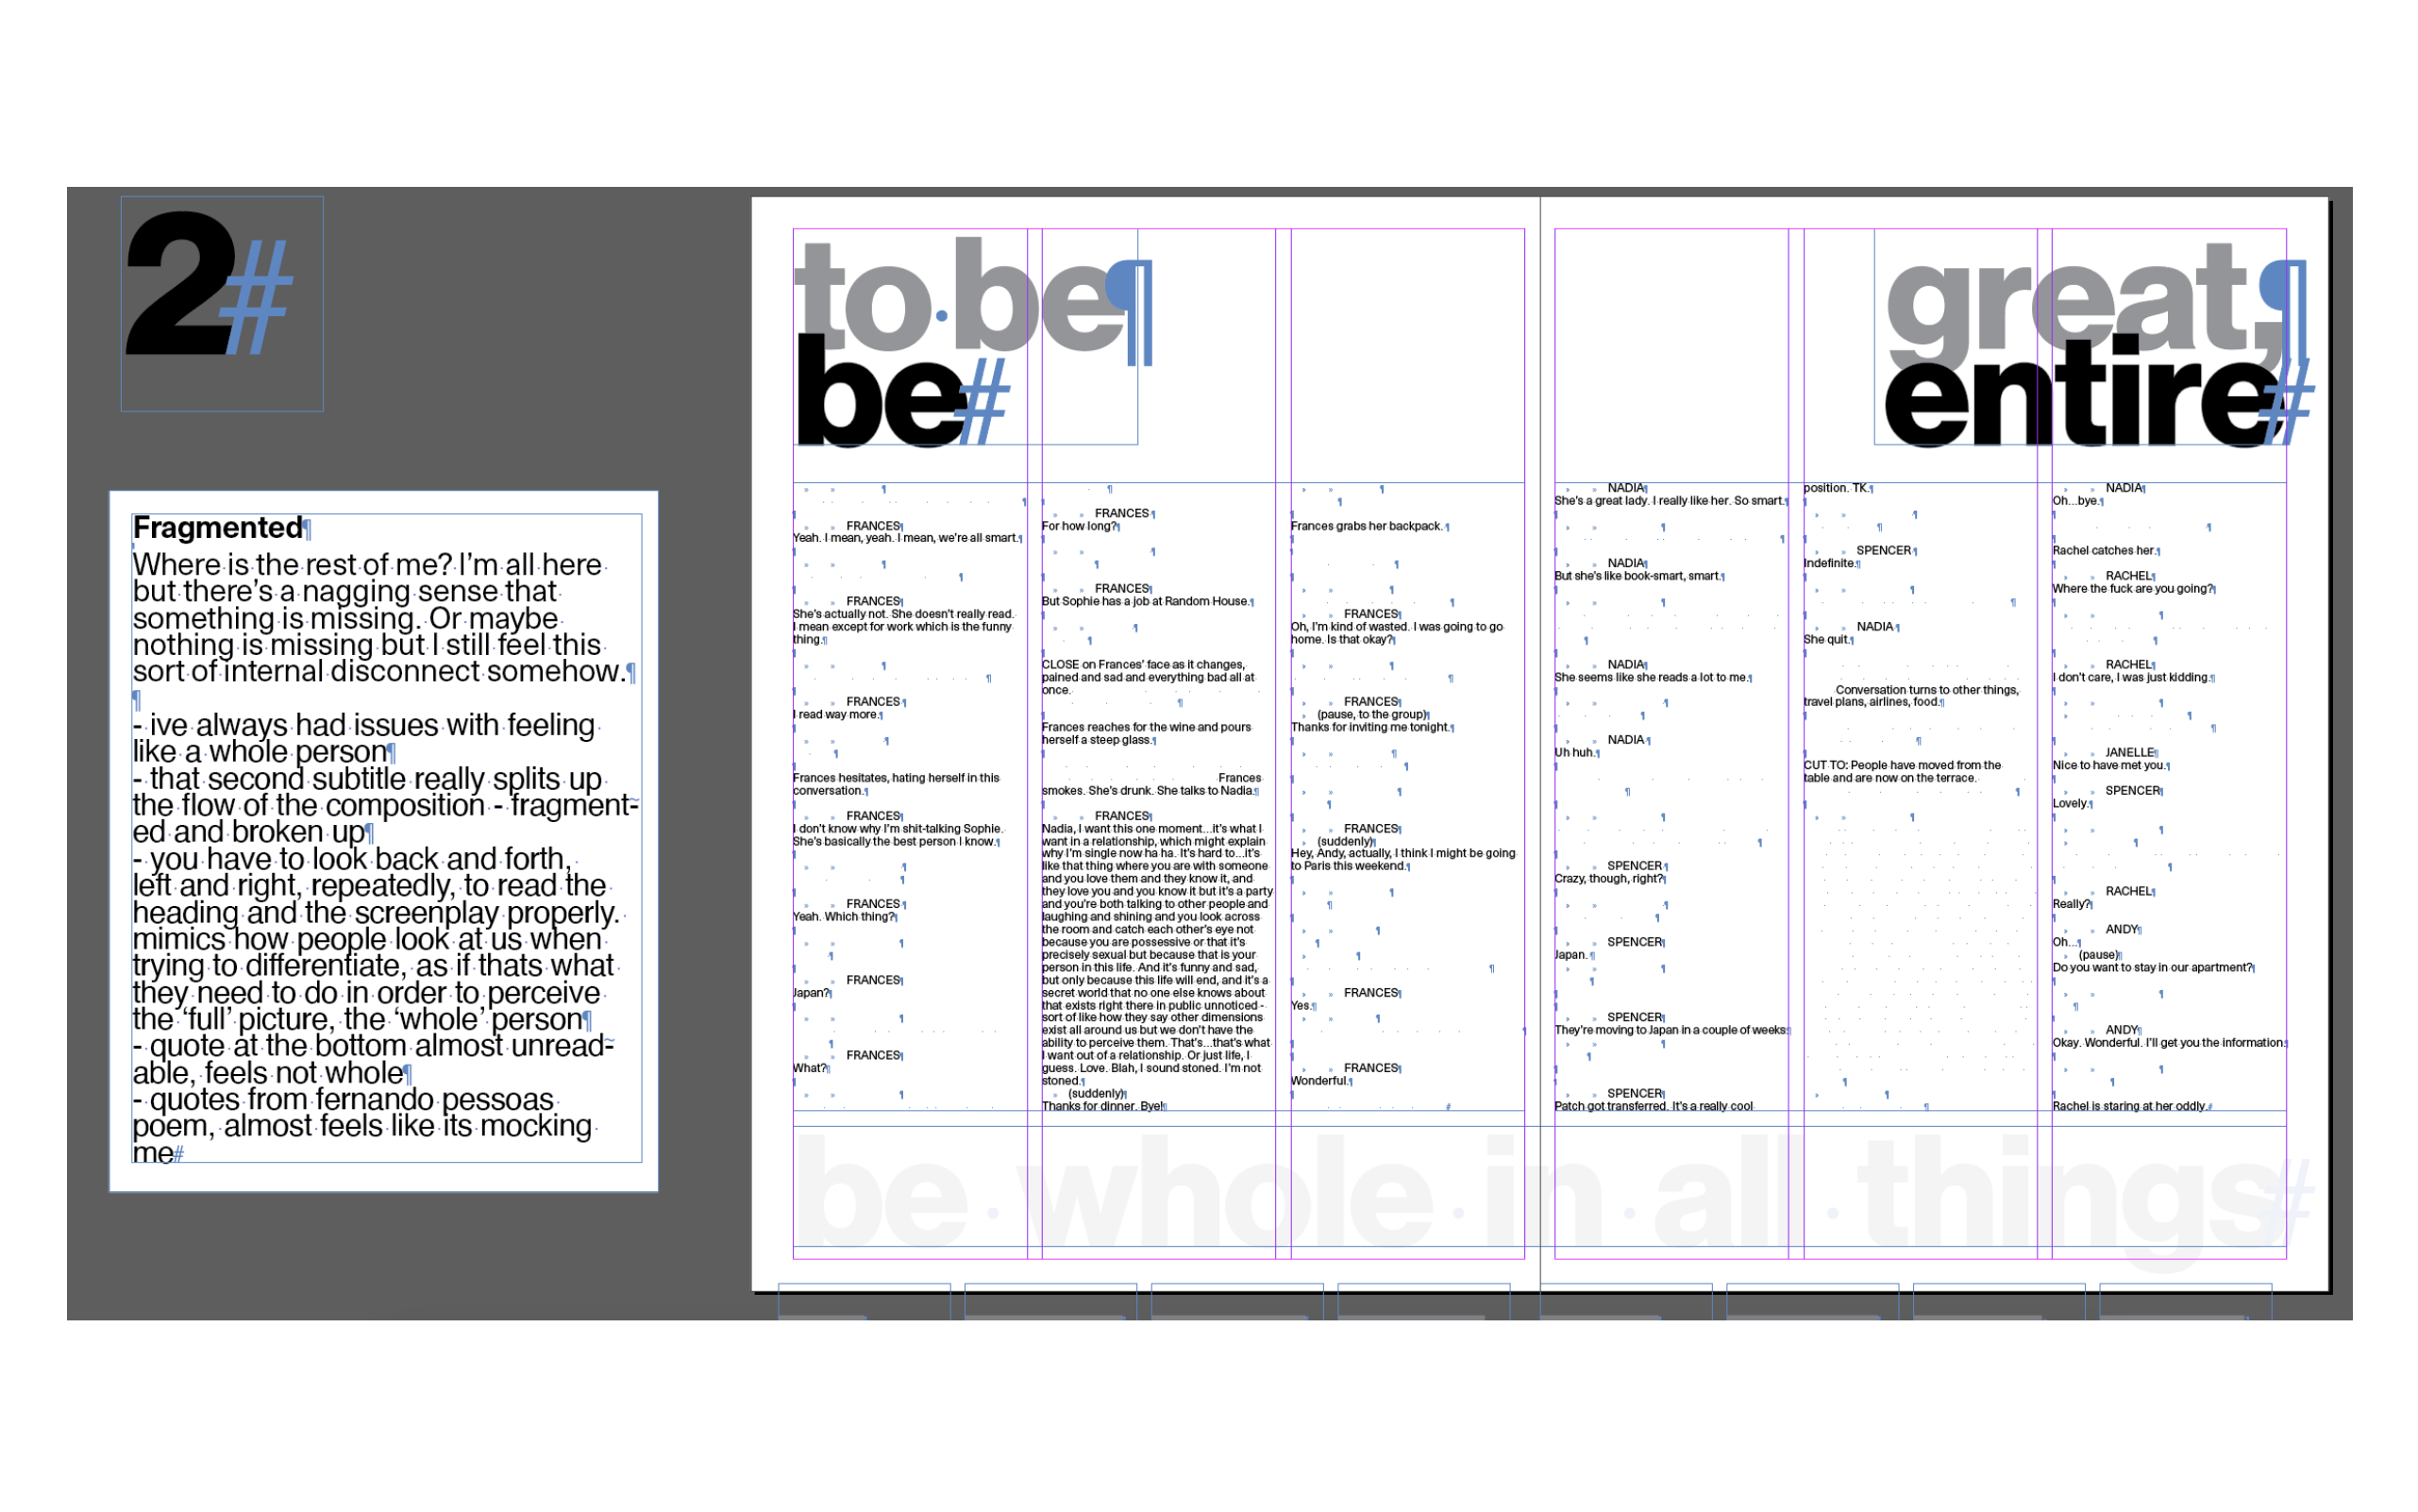 2#
Fragmented¶
¶
Where is the rest of me? I'm all here
but there's a nagging sense that
something is missing. Or maybe
nothing is missing but I still feel this
sort of internal disconnect somehow.¶
¶
- ive always had issues with feeling
like a whole person¶
- that second subtitle really splits up
the flow of the composition - fragment-
ed and broken up¶
- you have to look back and forth,
left and right, repeatedly, to read the
heading and the screenplay properly.
mimics how people look at us when
trying to differentiate, as if thats what
they need to do in order to perceive
the 'full' picture, the 'whole' person¶
- quote at the bottom almost unread-
able, feels not whole¶
- quotes from fernando pessoas
poem, almost feels like its mocking
me#
to be¶
be#
great,¶
entire#
FRANCES¶
Yeah. I mean, yeah. I mean, we're all smart.¶
FRANCES¶
She's actually not. She doesn't really read.
I mean except for work which is the funny
thing.¶
FRANCES¶
I read way more.¶
Frances hesitates, hating herself in this
conversation.¶
FRANCES¶
I don't know why I'm shit-talking Sophie.
She's basically the best person I know.¶
FRANCES¶
Yeah. Which thing?¶
FRANCES¶
Japan?¶
FRANCES¶
What?¶
FRANCES¶
For how long?¶
FRANCES¶
But Sophie has a job at Random House.¶
CLOSE on Frances' face as it changes,
pained and sad and everything bad all at
once.
Frances reaches for the wine and pours
herself a steep glass.¶
Frances
smokes. She's drunk. She talks to Nadia.¶
FRANCES¶
Nadia, I want this one moment...it's what I
want in a relationship, which might explain
why I'm single now ha ha. It's hard to...it's
like that thing where you are with someone
and you love them and they know it, and
they love you and you know it but it's a party
and you're both talking to other people and
laughing and shining and you look across
the room and catch each other's eye not
because you are possessive or that it's
precisely sexual but because that is your
person in this life. And it's funny and sad,
but only because this life will end, and it's a
secret world that no one else knows about
that exists right there in public unnoticed -
sort of like how they say other dimensions
exist all around us but we don't have the
ability to perceive them. That's...that's what
I want out of a relationship. Or just life, I
guess. Love. Blah, I sound stoned. I'm not
stoned.¶
(suddenly)¶
Thanks for dinner. Bye!¶
Frances grabs her backpack.¶
FRANCES¶
Oh, I'm kind of wasted. I was going to go
home. Is that okay?¶
FRANCES¶
(pause, to the group)¶
Thanks for inviting me tonight.¶
FRANCES¶
(suddenly)¶
Hey, Andy, actually, I think I might be going
to Paris this weekend.¶
FRANCES¶
Yes.¶
FRANCES¶
Wonderful.¶
NADIA¶
She's a great lady. I really like her. So smart.¶
NADIA¶
But she's like book-smart, smart.¶
NADIA¶
She seems like she reads a lot to me.¶
NADIA¶
Uh huh.¶
SPENCER¶
Crazy, though, right?¶
SPENCER¶
Japan.¶
SPENCER¶
They're moving to Japan in a couple of weeks.¶
SPENCER¶
Patch got transferred. It's a really cool
position. TK.¶
SPENCER¶
Indefinite.¶
NADIA¶
She quit.¶
Conversation turns to other things,
travel plans, airlines, food.¶
CUT TO: People have moved from the
table and are now on the terrace.
NADIA¶
Oh...bye.¶
Rachel catches her.¶
RACHEL¶
Where the fuck are you going?¶
RACHEL¶
I don't care, I was just kidding.¶
JANELLE¶
Nice to have met you.¶
SPENCER¶
Lovely.¶
RACHEL¶
Really?¶
ANDY¶
Oh...¶
(pause)¶
Do you want to stay in our apartment?¶
ANDY¶
Okay. Wonderful. I'll get you the information.
Rachel is staring at her oddly.#
be whole in all things#